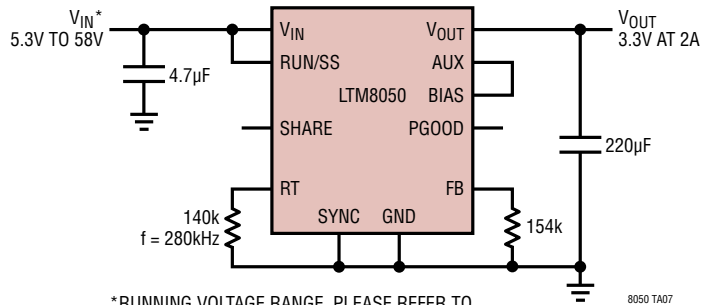 VIN*
5.3V TO 58V
VOUT
3.3V AT 2A
VIN
VOUT
RUN/SS
AUX
4.7µF
LTM8050
BIAS
SHARE
PGOOD
220µF
RT
FB
140k
f = 280kHz
SYNC
GND
154k
*RUNNING VOLTAGE RANGE. PLEASE REFER TO
8050 TA07